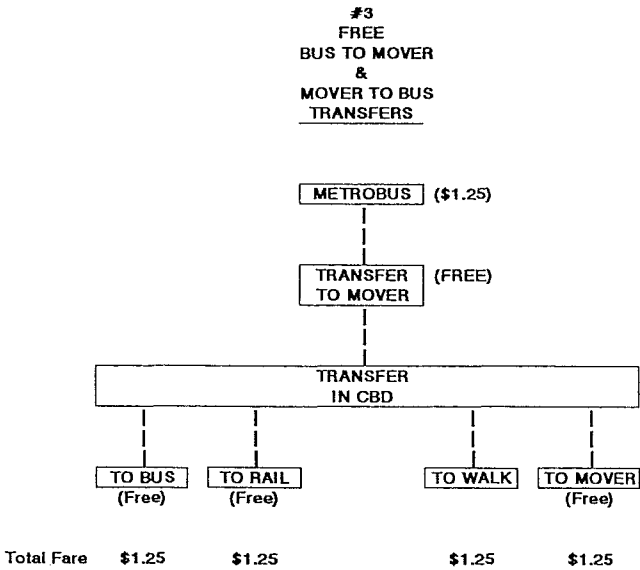 #3
FREE
BUS TO MOVER
&
MOVER TO BUS
TRANSFERS
METROBUS ($1.25)
TRANSFER (FREE)
TO MOVER
TRANSFER
IN CBD
TO BUS TO RAIL TO WALK TO MOVER
(Free) (Free) (Free)
Total Fare $1.25 $1.25 $1.25 $1.25